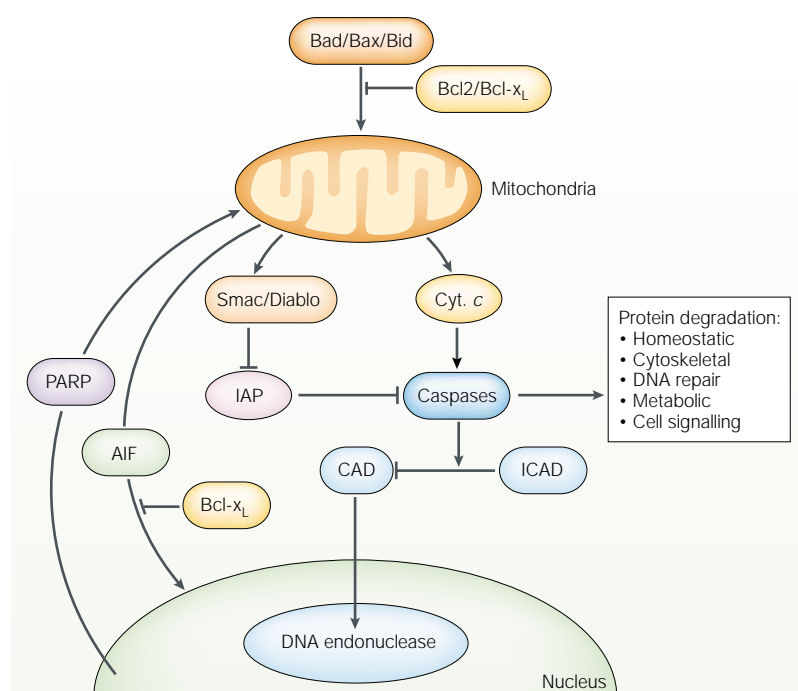 Bad/Bax/Bid
Bcl2/Bcl-xL
Mitochondria
Smac/Diablo
Cyt. c
Protein degradation:
• Homeostatic
• Cytoskeletal
• DNA repair
• Metabolic
• Cell signalling
PARP
IAP
Caspases
AIF
CAD
ICAD
Bcl-xL
DNA endonuclease
Nucleus